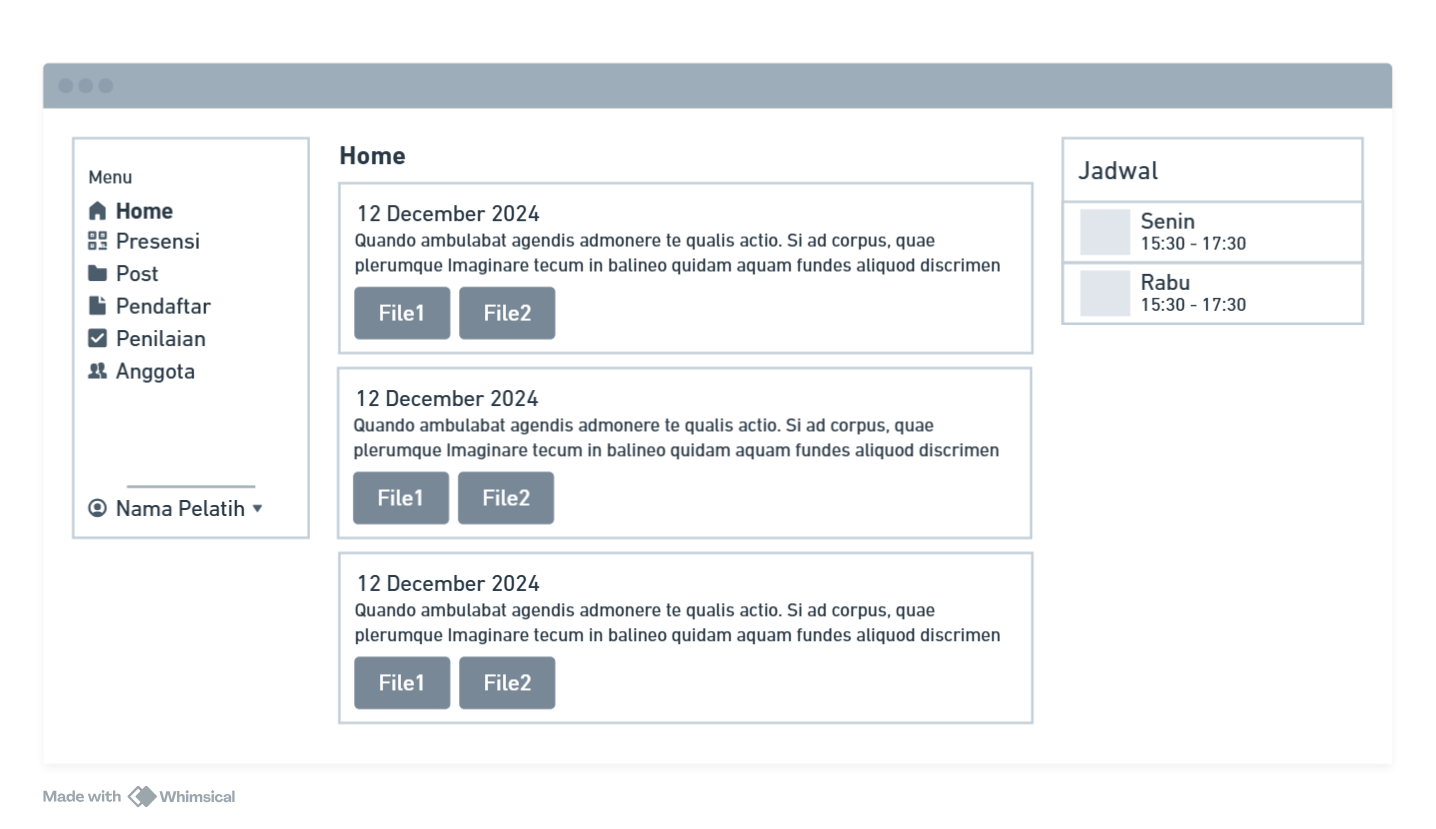 Menu
Home
Presensi
Post
Pendaftar
Penilaian
Anggota
Nama Pelatih
Home
12 December 2024
Quando ambulabat agendis admonere te qualis actio. Si ad corpus, quae
plerumque Imaginare tecum in balineo quidam aquam fundes aliquod discrimen
File1 File2
12 December 2024
Quando ambulabat agendis admonere te qualis actio. Si ad corpus, quae
plerumque Imaginare tecum in balineo quidam aquam fundes aliquod discrimen
File1 File2
12 December 2024
Quando ambulabat agendis admonere te qualis actio. Si ad corpus, quae
plerumque Imaginare tecum in balineo quidam aquam fundes aliquod discrimen
File1 File2
Jadwal
Senin
15:30 - 17:30
Rabu
15:30 - 17:30
Made with Whimsical